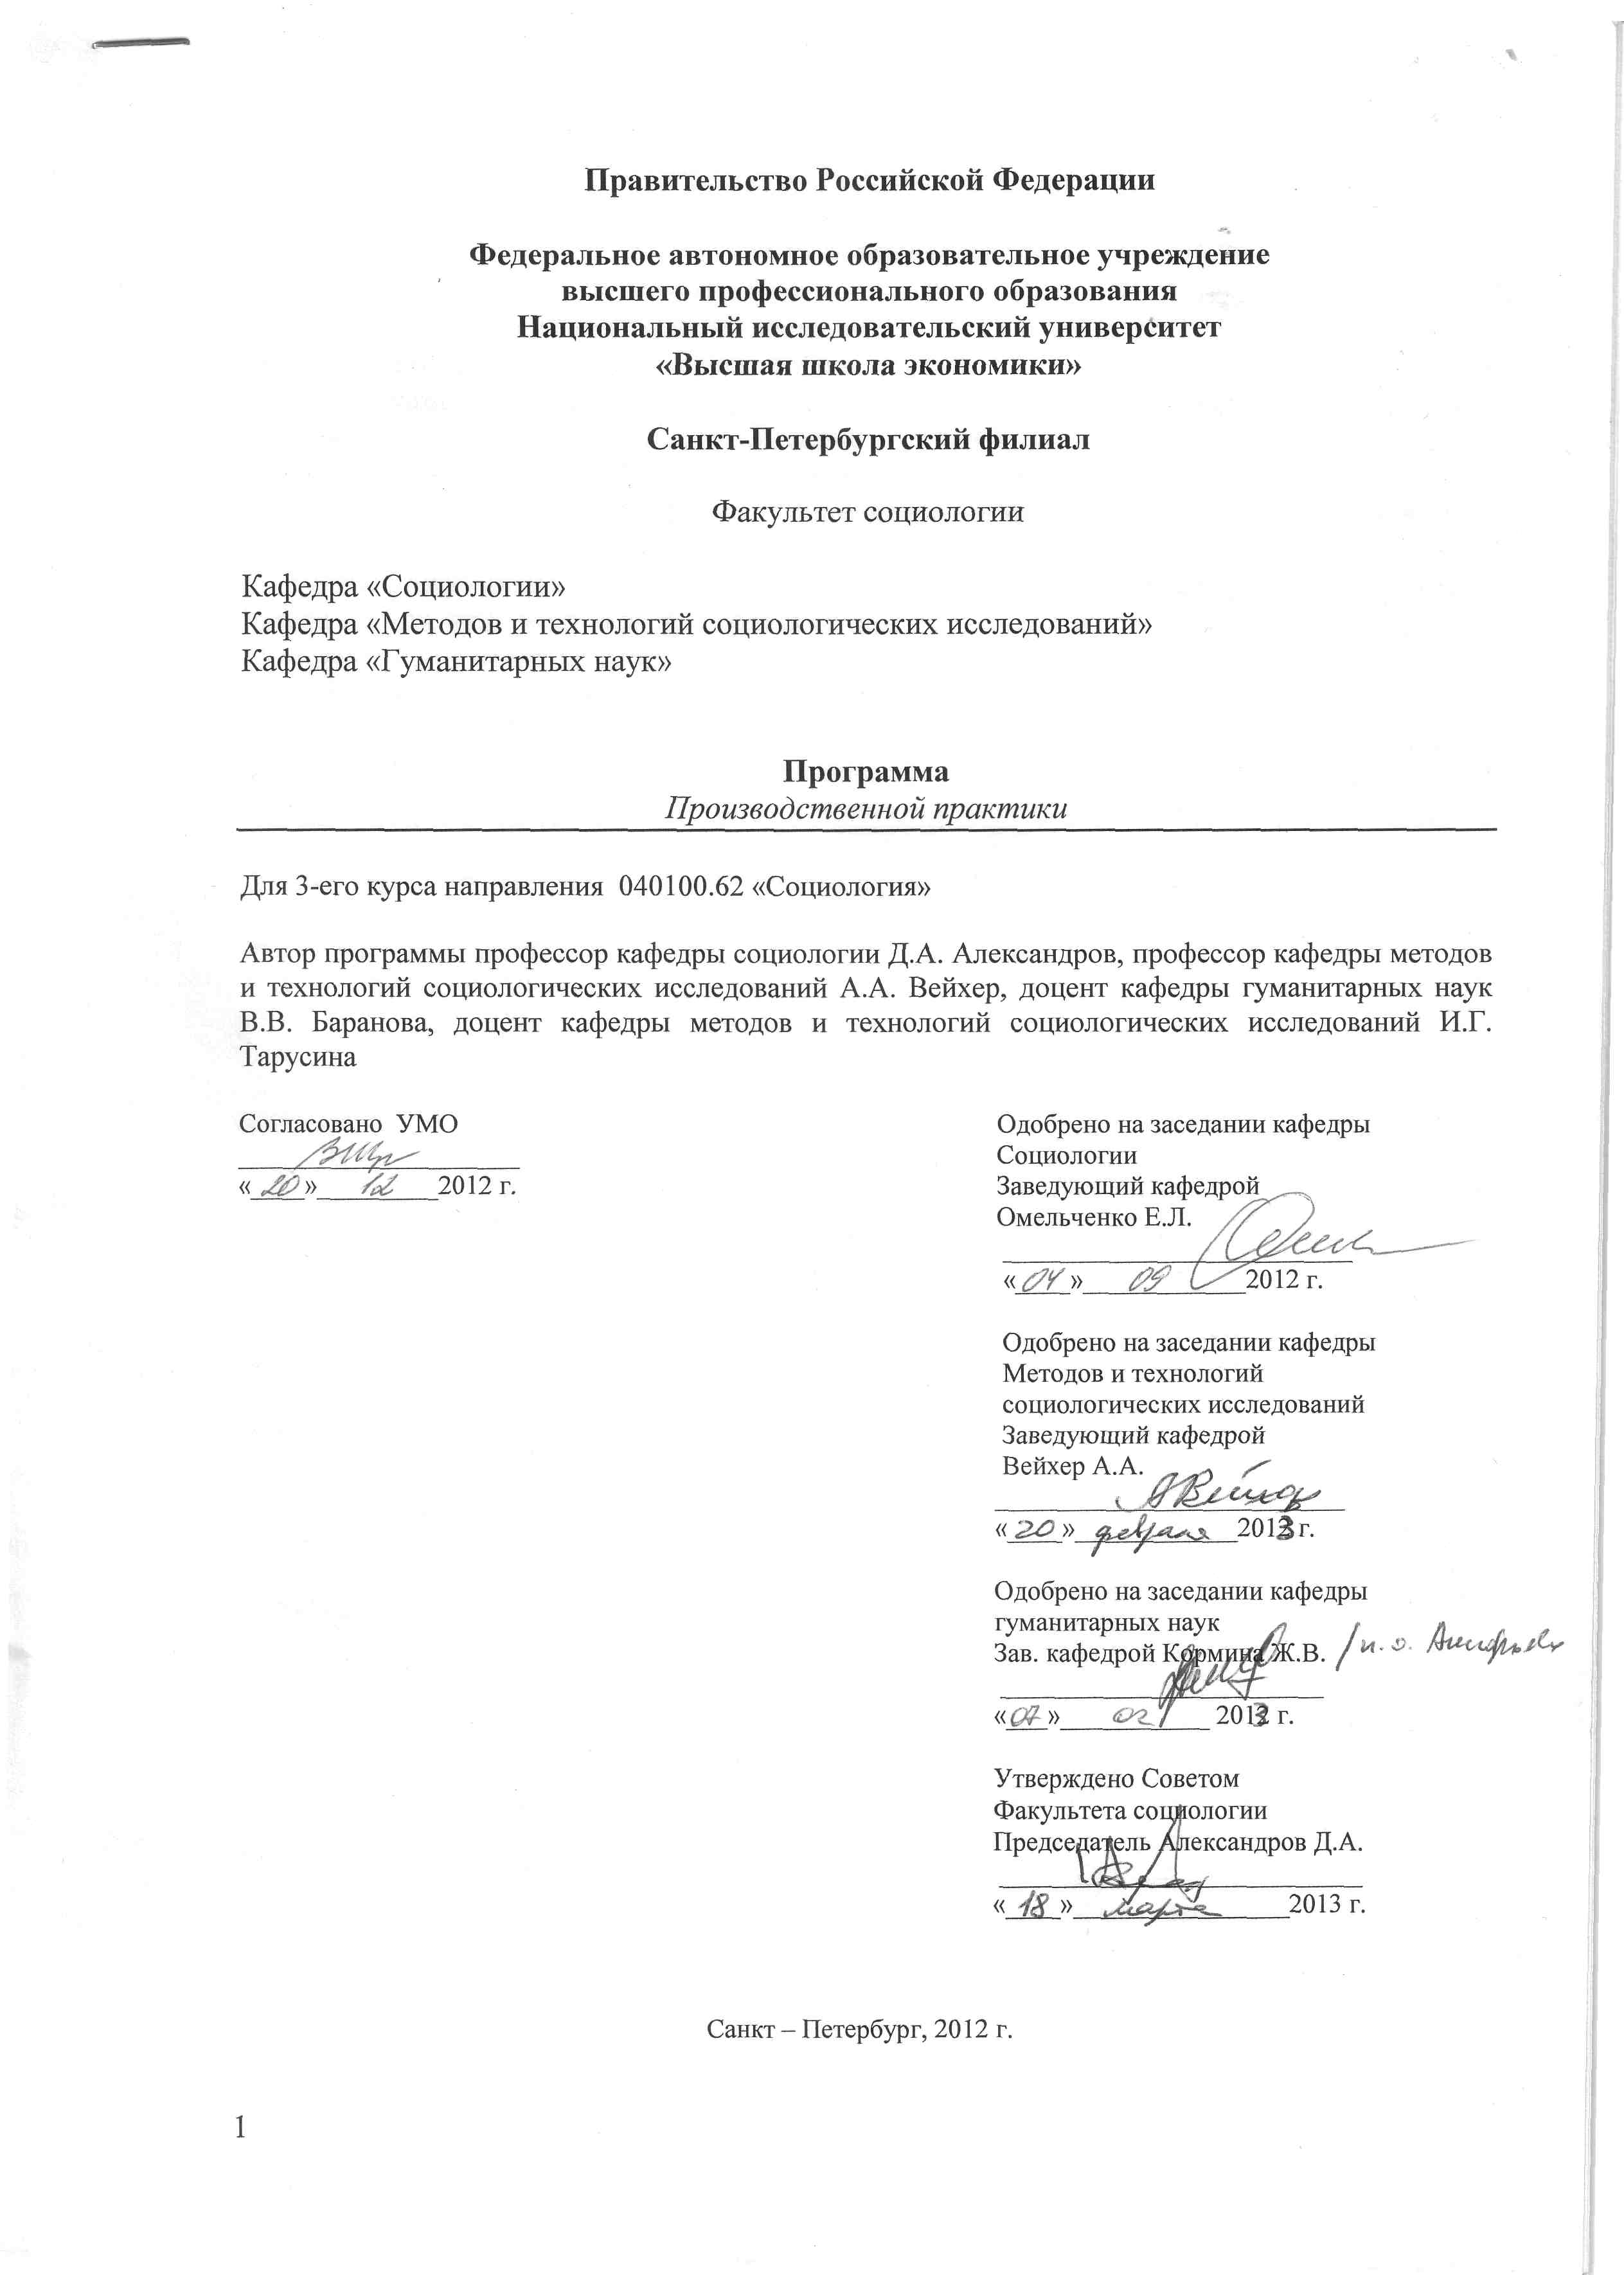 Правительство Российской Федерации
Федеральное автономное образовательное учреждение
высшего профессионального образования
Национальный исследовательский университет
«Высшая школа экономики»
Санкт-Петербургский филиал
Факультет социологии
Кафедра «Социологии»
Кафедра «Методов и технологий социологических исследований»
Кафедра «Гуманитарных наук»
Программа
Производственной практики
Для 3-его курса направления 040100.62 «Социология»
Автор программы профессор кафедры социологии Д.А. Александров, профессор кафедры методов
и технологий социологических исследований А.А. Вейхер, доцент кафедры гуманитарных наук
В.В. Баранова, доцент кафедры методов и технологий социологических исследований И.Г.
Тарусина
Согласовано УМО
«20» 12 2012 г.
Одобрено на заседании кафедры
Социологии
Заведующий кафедрой
Омельченко Е.Л.
«04» 09 2012 г.
Одобрено на заседании кафедры
Методов и технологий
социологических исследований
Заведующий кафедрой
Вейхер А.А.
АВейхер
«20» февраля 2013 г.
Одобрено на заседании кафедры
гуманитарных наук
Зав. кафедрой Кормина Ж.В. /и.о.
«07» 02 2013 г.
Утверждено Советом
Факультета социологии
Председатель Александров Д.А.
«18» марта 2013 г.
Санкт – Петербург, 2012 г.
1